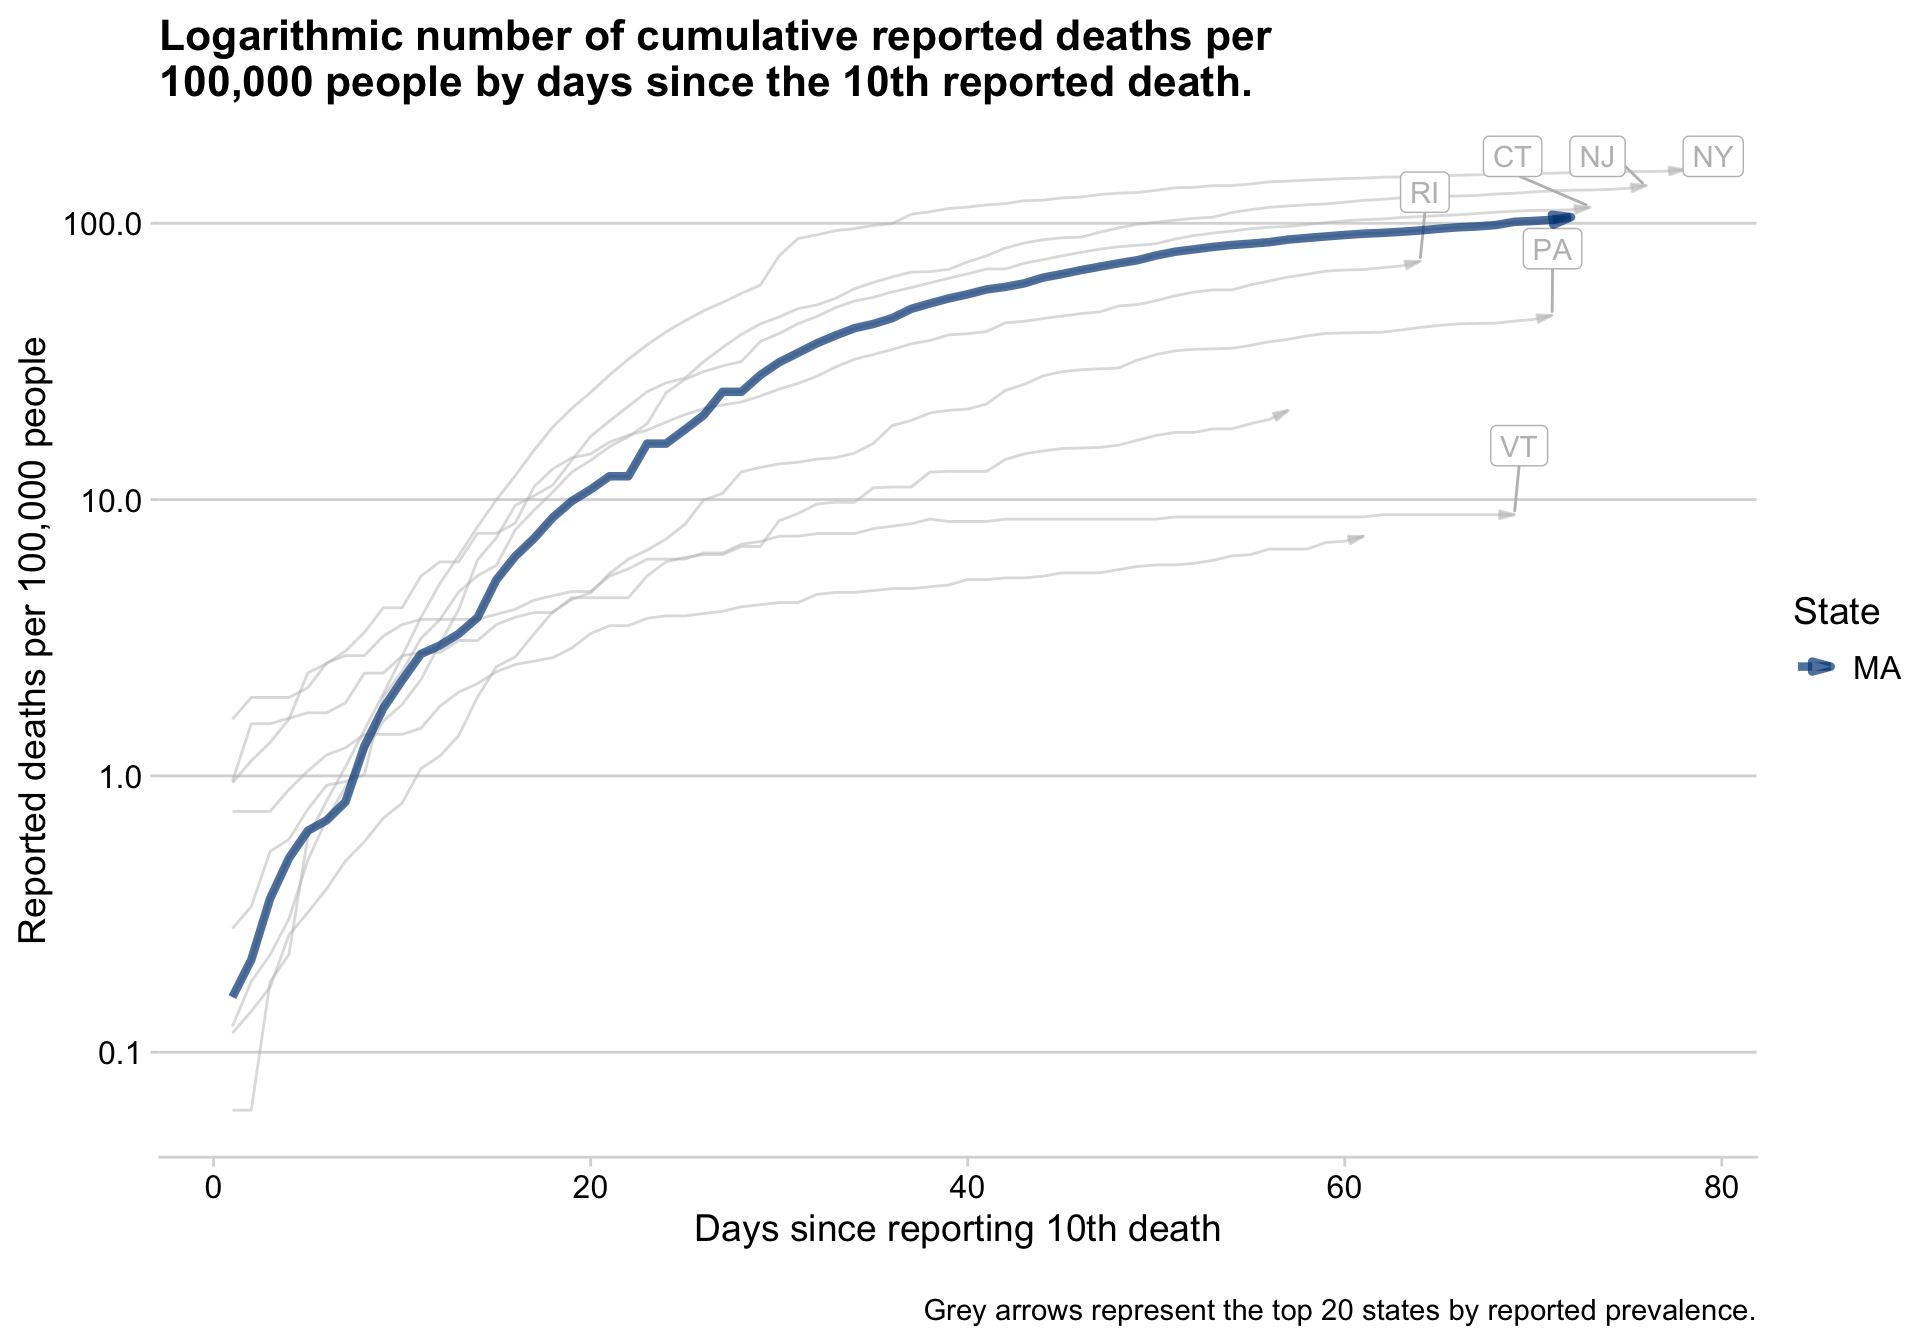 Logarithmic number of cumulative reported deaths per
100,000 people by days since the 10th reported death.
CT
NJ
NY
RI
100.0
PA
Reported deaths per 100,000 people
VT
10.0
State
MA
1.0
0.1
0
20
40
60
80
Days since reporting 10th death
Grey arrows represent the top 20 states by reported prevalence.